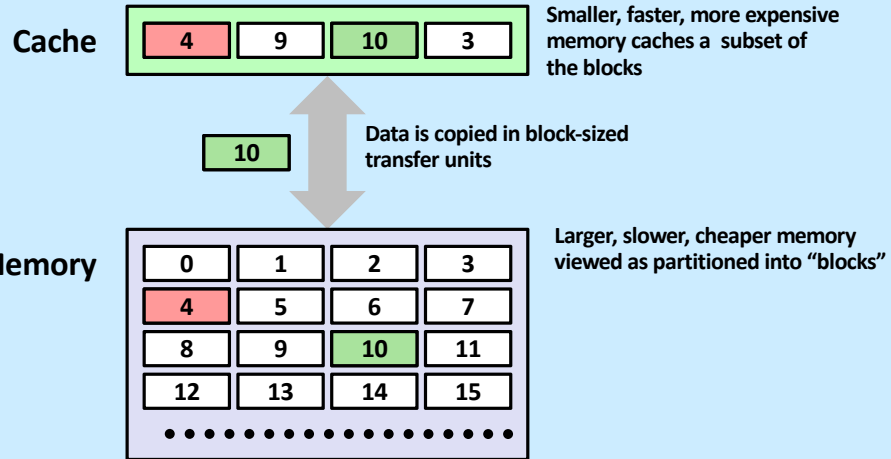 Cache
4 9 10 3
Smaller, faster, more expensive
memory caches a subset of
the blocks
10
Data is copied in block-sized
transfer units
emory
Larger, slower, cheaper memory
viewed as partitioned into “blocks”
0 1 2 3
4 5 6 7
8 9 10 11
12 13 14 15